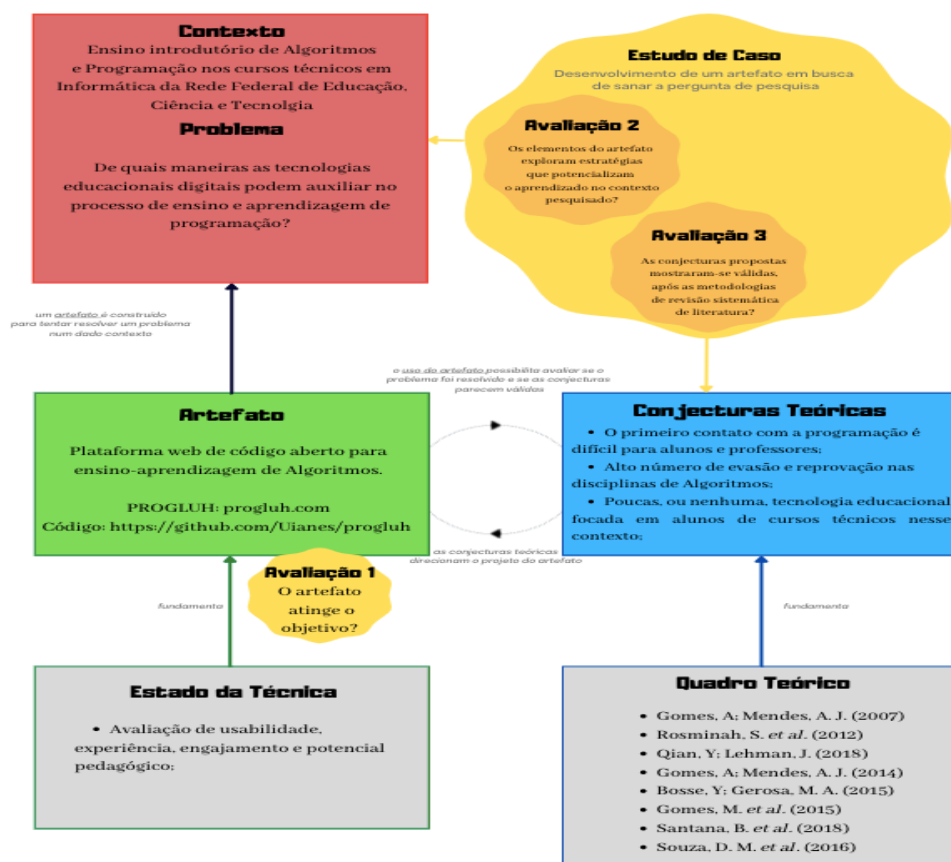 Contexto
Ensino introdutório de Algoritmos
e Programação nos cursos técnicos em
Informática da Rede Federal de Educação,
Ciência e Tecnolgia
Problema
De quais maneiras as tecnologias
educacionais digitais podem auxiliar no
processo de ensino e aprendizagem de
programação?
Estudo de Caso
Desenvolvimento de um artefato em busca
de sanar a pergunta de pesquisa
Avaliação 2
Os elementos do artefato
exploram estratégias
que potencializam
o aprendizado no contexto
pesquisado?
Avaliação 3
As conjecturas propostas
mostraram-se válidas,
após as metodologias
de revisão sistemática
de literatura?
um artefato é construído
para tentar resolver um problema
num dado contexto
o uso do artefato possibilita avaliar se o
problema foi resolvido e se as conjecturas
parecem válidas
Artefato
Plataforma web de código aberto para
ensino-aprendizagem de Algoritmos.
PROGLUH: progluh.com
Código: https://github.com/Uianes/progluh
Conjecturas Teóricas
• O primeiro contato com a programação é
difícil para alunos e professores;
• Alto número de evasão e reprovação nas
disciplinas de Algoritmos;
• Poucas, ou nenhuma, tecnologia educacional
focada em alunos de cursos técnicos nesse
contexto;
as conjecturas teóricas
direcionam o projeto do artefato
Avaliação 1
O artefato
atinge o
objetivo?
fundamenta
fundamenta
Estado da Técnica
• Avaliação de usabilidade,
experiência, engajamento e potencial
pedagógico;
Quadro Teórico
• Gomes, A; Mendes, A. J. (2007)
• Rosminah, S. et al. (2012)
• Qian, Y; Lehman, J. (2018)
• Gomes, A; Mendes, A. J. (2014)
• Bosse, Y; Gerosa, M. A. (2015)
• Gomes, M. et al. (2015)
• Santana, B. et al. (2018)
• Souza, D. M. et al. (2016)